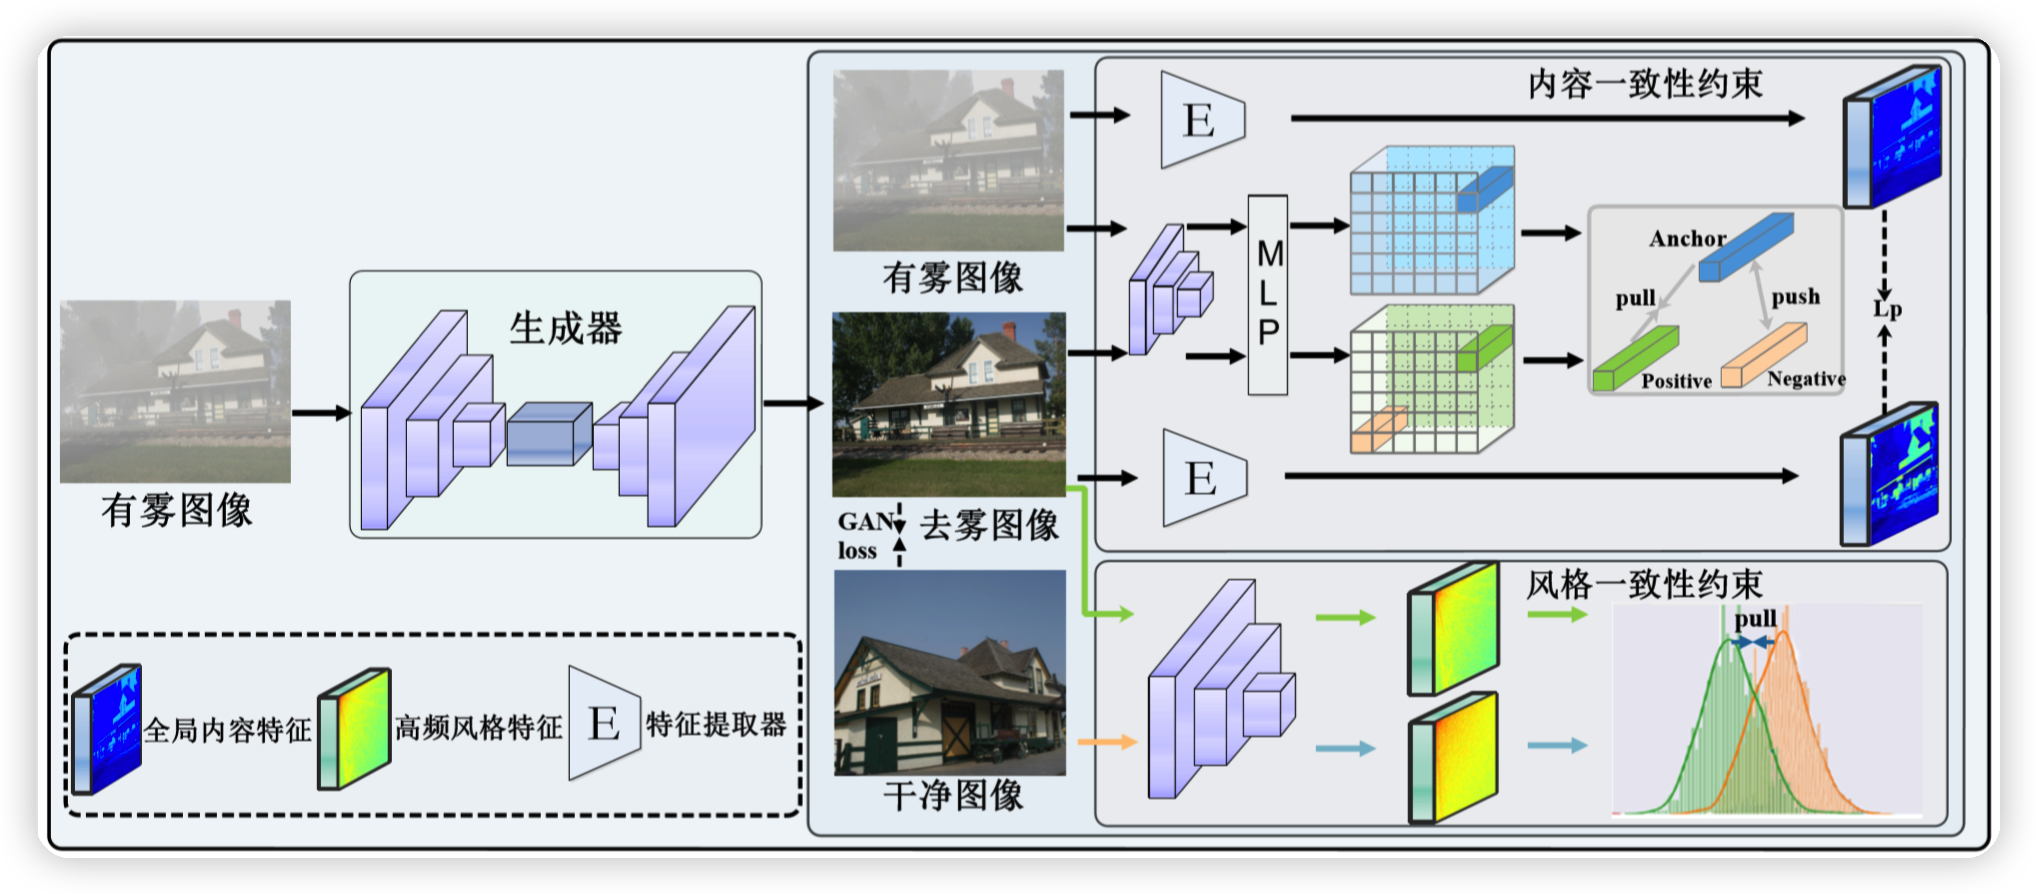 有雾图像
生成器
有雾图像
去雾图像
GAN
loss
干净图像
内容一致性约束
E
MLP
Anchor
pull
push
Positive
Negative
Lp
E
风格一致性约束
pull
全局内容特征
高频风格特征
E
特征提取器